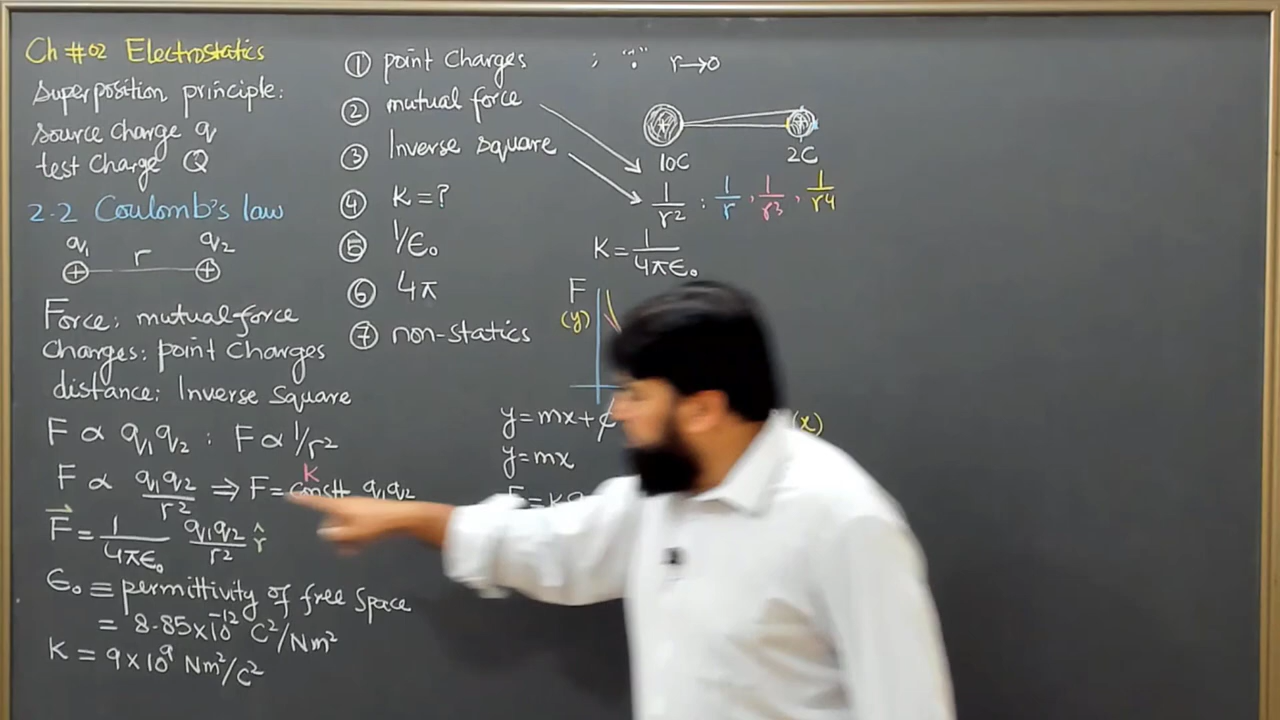 Ch #02 Electrostatics
Superposition principle:
Source charge q
test Charge Q
2.2 Coulomb's law
q₁ r q₂
+ +
Force: mutual force
Charges: point Charges
distance: Inverse Square
F ∝ q₁q₂ : F ∝ 1/r²
F ∝ q₁q₂/r² ⇒ F = constt q₁q₂
K
F⃗ = 1/4πϵ₀ q₁q₂/r² r̂
ϵ₀ ≡ permittivity of free Space
= 8.85×10⁻¹² C²/Nm²
K = 9×10⁹ Nm²/C²
① point Charges ; "." r→0
② mutual force
③ Inverse square
④ K = ?
⑤ 1/ϵ₀
⑥ 4π
⑦ non-statics
+ +
10C 2C
1/r² : 1/r, 1/r³, 1/r⁴
K = 1/4πϵ₀
F
(y)
(x)
y = mx + c
y = mx
F = K